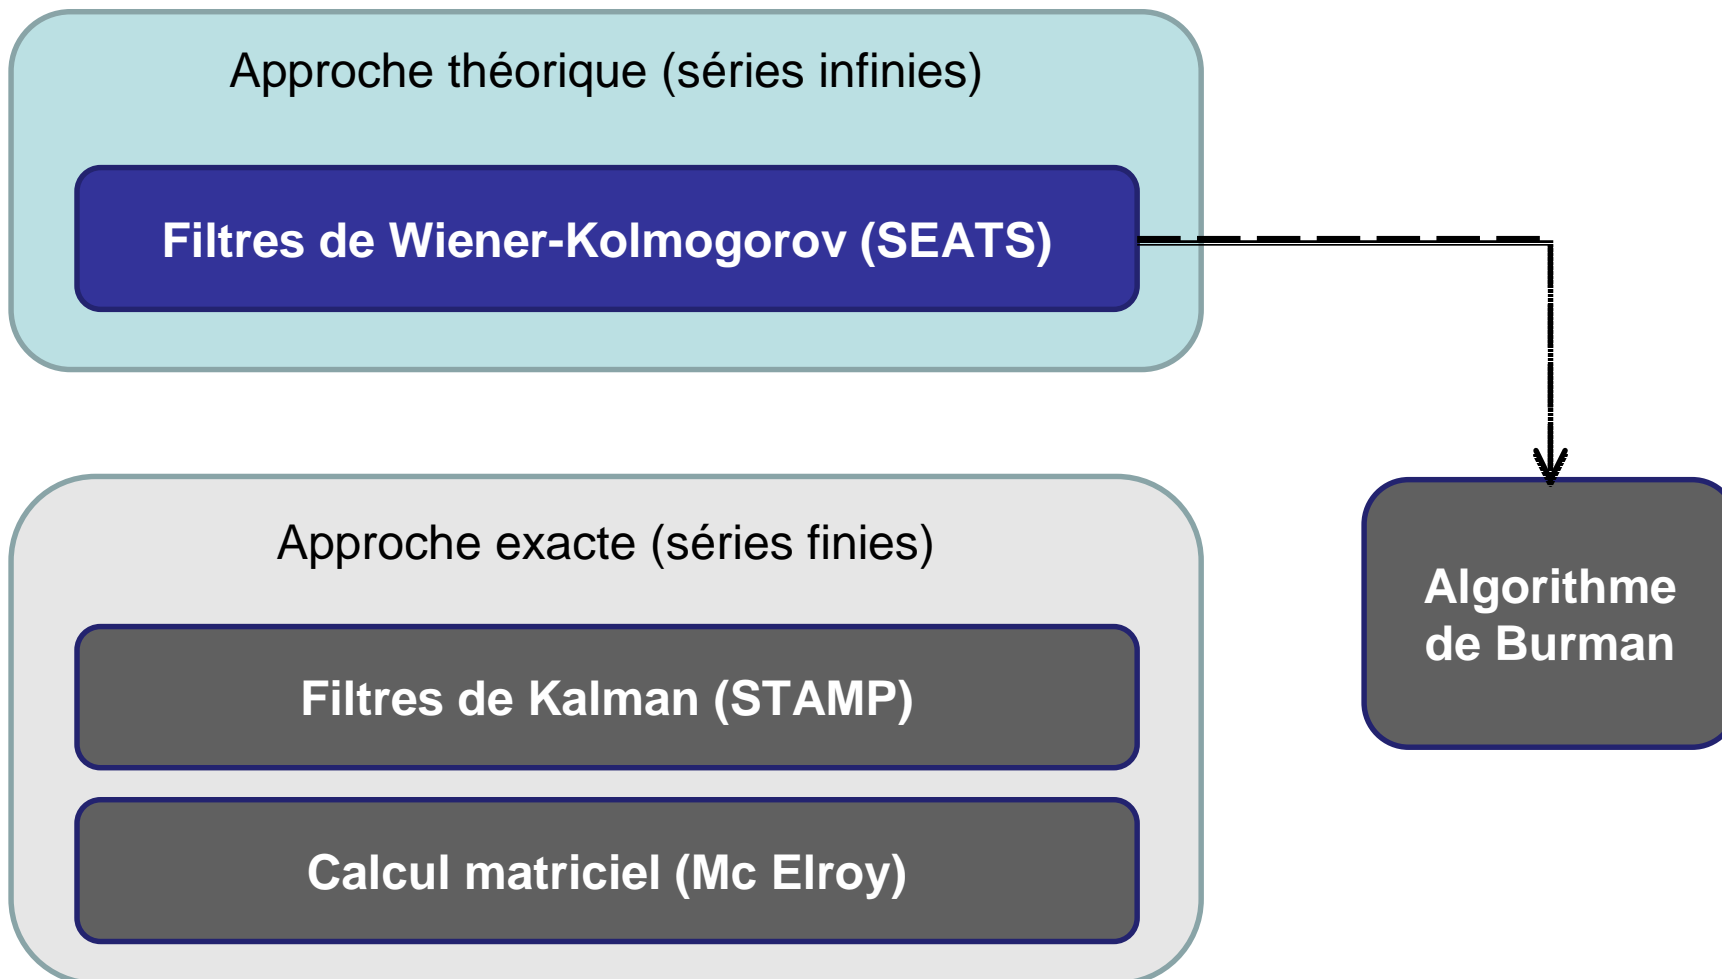 Approche théorique (séries infinies)
Filtres de Wiener-Kolmogorov (SEATS)
Approche exacte (séries finies)
Filtres de Kalman (STAMP)
Calcul matriciel (Mc Elroy)
Algorithme
de Burman